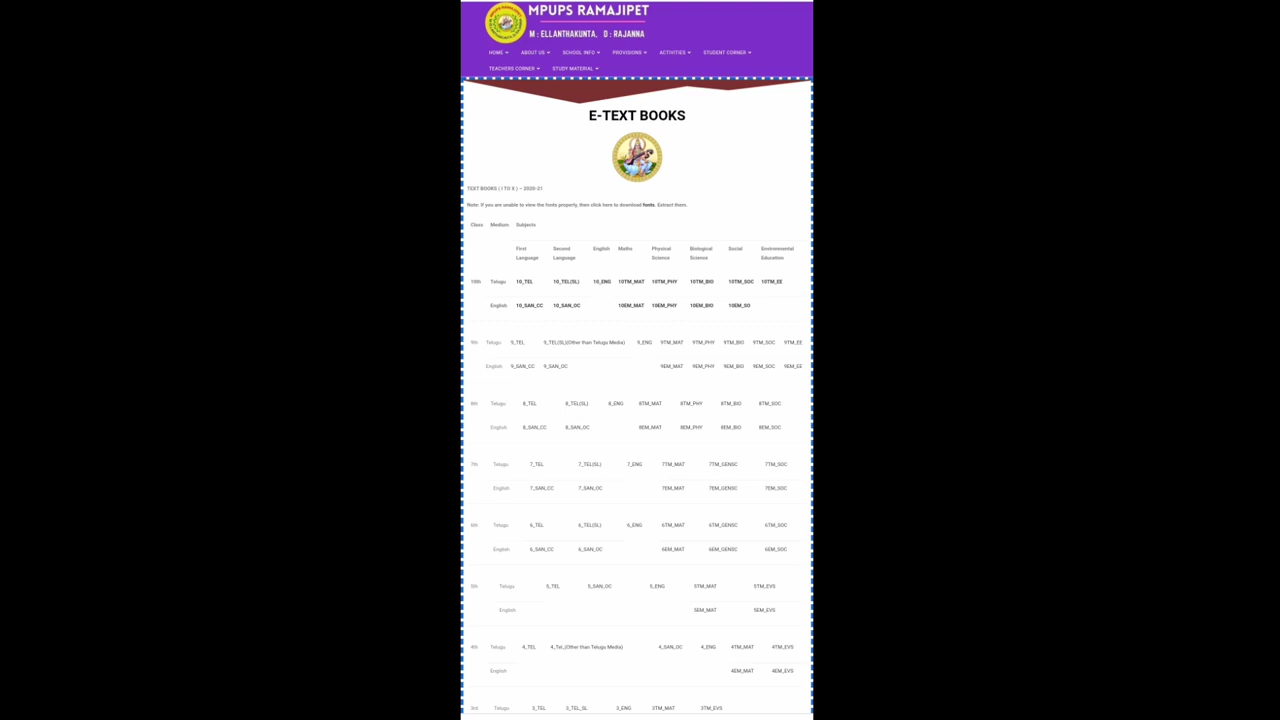 MPUPS RAMAJIPET
M : ELLANTHAKUNTA, D : RAJANNA
HOME ABOUT US SCHOOL INFO PROVISIONS ACTIVITIES STUDENT CORNER
TEACHERS CORNER STUDY MATERIAL
E-TEXT BOOKS
TEXT BOOKS ( I TO X ) – 2020-21
Note: If you are unable to view the fonts properly, then click here to download fonts. Extract them.
Class Medium Subjects
First Language Second Language English Maths Physical Science Biological Science Social Environmental Education
10th Telugu 10_TEL 10_TEL(SL) 10_ENG 10TM_MAT 10TM_PHY 10TM_BIO 10TM_SOC 10TM_EE
English 10_SAN_CC 10_SAN_OC 10EM_MAT 10EM_PHY 10EM_BIO 10EM_SO
9th Telugu 9_TEL 9_TEL(SL)(Other than Telugu Media) 9_ENG 9TM_MAT 9TM_PHY 9TM_BIO 9TM_SOC 9TM_EE
English 9_SAN_CC 9_SAN_OC 9EM_MAT 9EM_PHY 9EM_BIO 9EM_SOC 9EM_EE
8th Telugu 8_TEL 8_TEL(SL) 8_ENG 8TM_MAT 8TM_PHY 8TM_BIO 8TM_SOC
English 8_SAN_CC 8_SAN_OC 8EM_MAT 8EM_PHY 8EM_BIO 8EM_SOC
7th Telugu 7_TEL 7_TEL(SL) 7_ENG 7TM_MAT 7TM_GENSC 7TM_SOC
English 7_SAN_CC 7_SAN_OC 7EM_MAT 7EM_GENSC 7EM_SOC
6th Telugu 6_TEL 6_TEL(SL) 6_ENG 6TM_MAT 6TM_GENSC 6TM_SOC
English 6_SAN_CC 6_SAN_OC 6EM_MAT 6EM_GENSC 6EM_SOC
5th Telugu 5_TEL 5_SAN_OC 5_ENG 5TM_MAT 5TM_EVS
English 5EM_MAT 5EM_EVS
4th Telugu 4_TEL 4_Tel_(Other than Telugu Media) 4_SAN_OC 4_ENG 4TM_MAT 4TM_EVS
English 4EM_MAT 4EM_EVS
3rd Telugu 3_TEL 3_TEL_SL 3_ENG 3TM_MAT 3TM_EVS